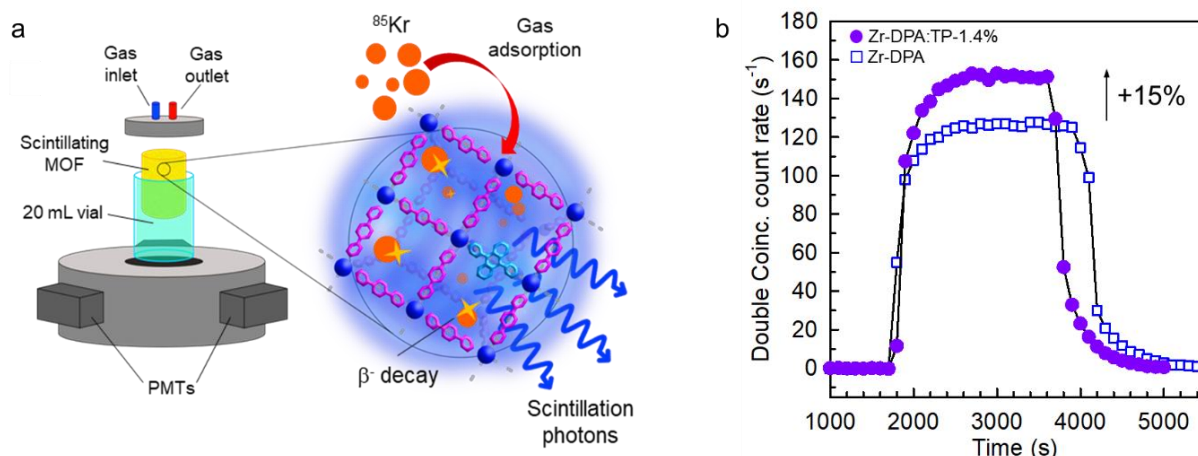 a
Gas
inlet
Gas
outlet
Scintillating
MOF
20 mL vial
PMTs
⁸⁵Kr
Gas
adsorption
β⁻ decay
Scintillation
photons
b
Double Coinc. count rate (s⁻¹)
180
160
140
120
100
80
60
40
20
0
Zr-DPA:TP-1.4%
Zr-DPA
+15%
1000 2000 3000 4000 5000
Time (s)